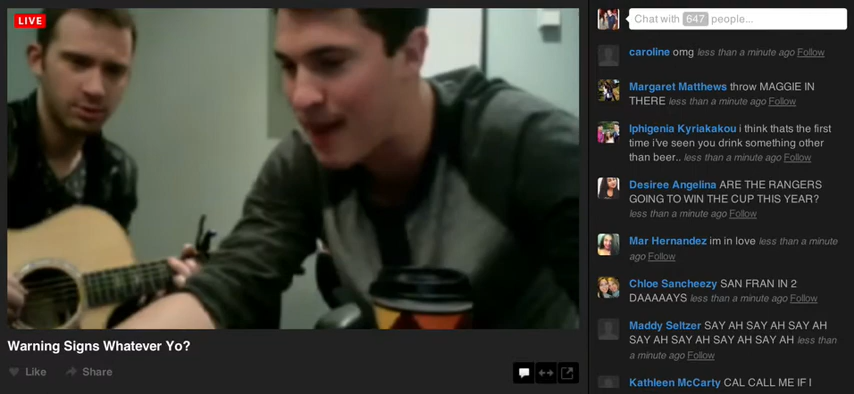 LIVE
Warning Signs Whatever Yo?
Like Share
Chat with 647 people...
caroline omg less than a minute ago Follow
Margaret Matthews throw MAGGIE IN
THERE less than a minute ago Follow
Iphigenia Kyriakakou i think thats the first
time i've seen you drink something other
than beer.. less than a minute ago Follow
Desiree Angelina ARE THE RANGERS
GOING TO WIN THE CUP THIS YEAR?
less than a minute ago Follow
Mar Hernandez im in love less than a minute
ago Follow
Chloe Sancheezy SAN FRAN IN 2
DAAAAAYS less than a minute ago Follow
Maddy Seltzer SAY AH SAY AH SAY AH
SAY AH SAY AH SAY AH SAY AH less than
a minute ago Follow
Kathleen McCarty CAL CALL ME IF I